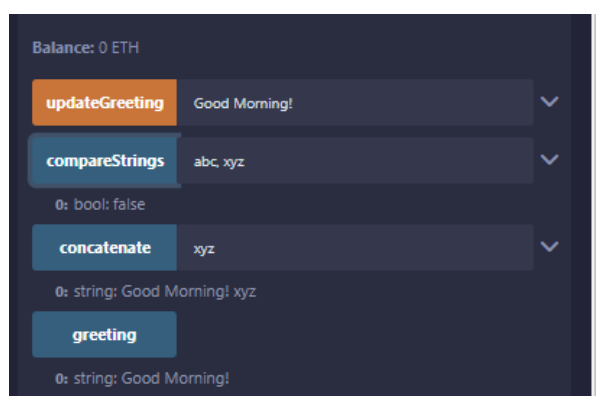 Balance: 0 ETH
updateGreeting Good Morning!
compareStrings abc, xyz
0: bool: false
concatenate xyz
0: string: Good Morning! xyz
greeting
0: string: Good Morning!